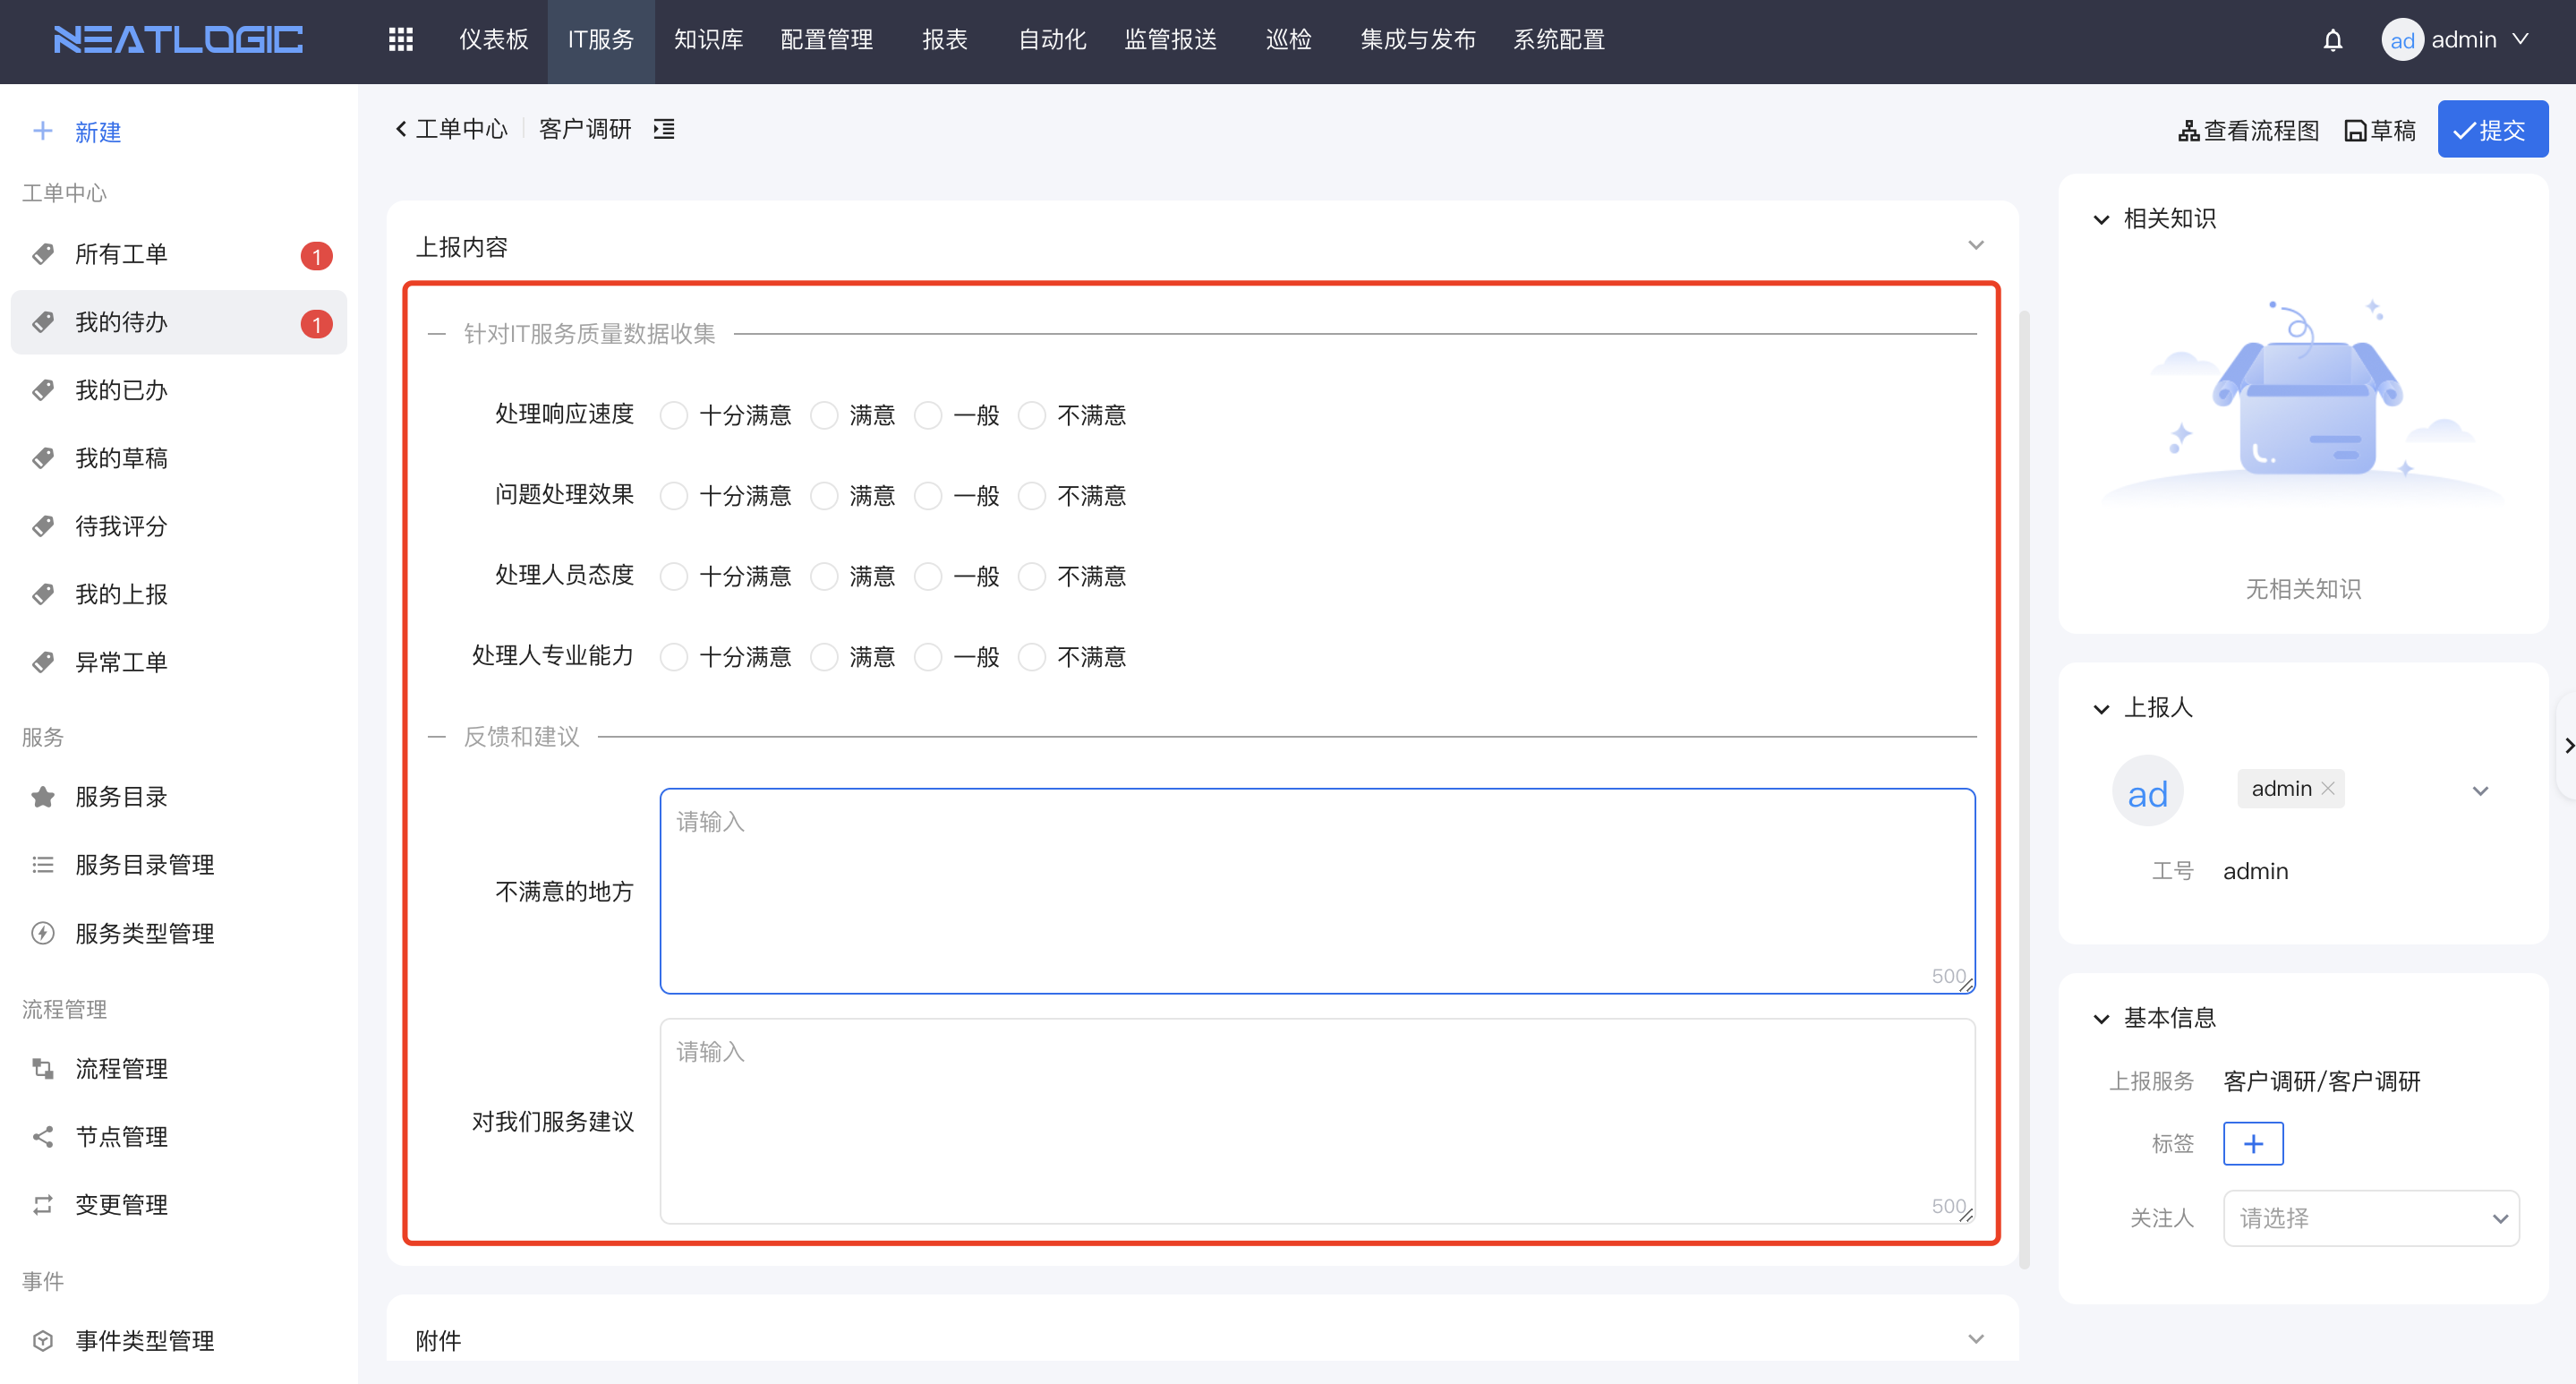 NEATLOGIC
仪表板 IT服务 知识库 配置管理 报表 自动化 监管报送 巡检 集成与发布 系统配置
ad admin
新建
工单中心
所有工单 1
我的待办 1
我的已办
我的草稿
待我评分
我的上报
异常工单
服务
服务目录
服务目录管理
服务类型管理
流程管理
流程管理
节点管理
变更管理
事件
事件类型管理
工单中心 客户调研
查看流程图 草稿 提交
上报内容
针对IT服务质量数据收集
处理响应速度 十分满意 满意 一般 不满意
问题处理效果 十分满意 满意 一般 不满意
处理人员态度 十分满意 满意 一般 不满意
处理人专业能力 十分满意 满意 一般 不满意
反馈和建议
不满意的地方 请输入
500
对我们服务建议 请输入
500
附件
相关知识
无相关知识
上报人
ad admin
工号 admin
基本信息
上报服务 客户调研/客户调研
标签
关注人 请选择